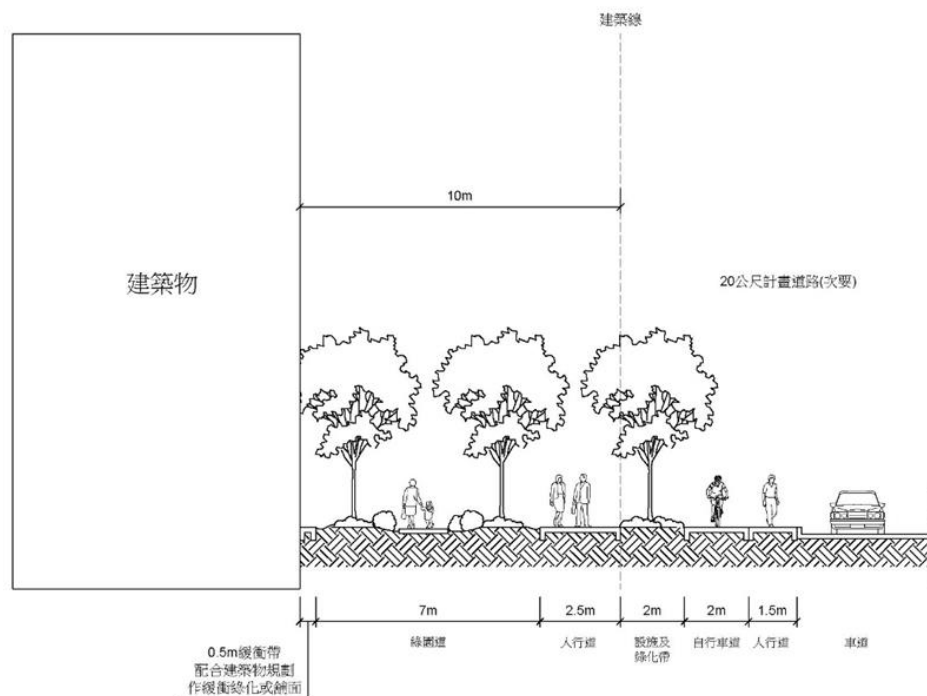 建築線
10m
建築物
20公尺計畫道路(次要)
7m
2.5m
2m
2m
1.5m
綠園道
人行道
設施及
綠化帶
自行車道
人行道
車道
0.5m緩衝帶
配合建築物規劃
作緩衝綠化或舖面